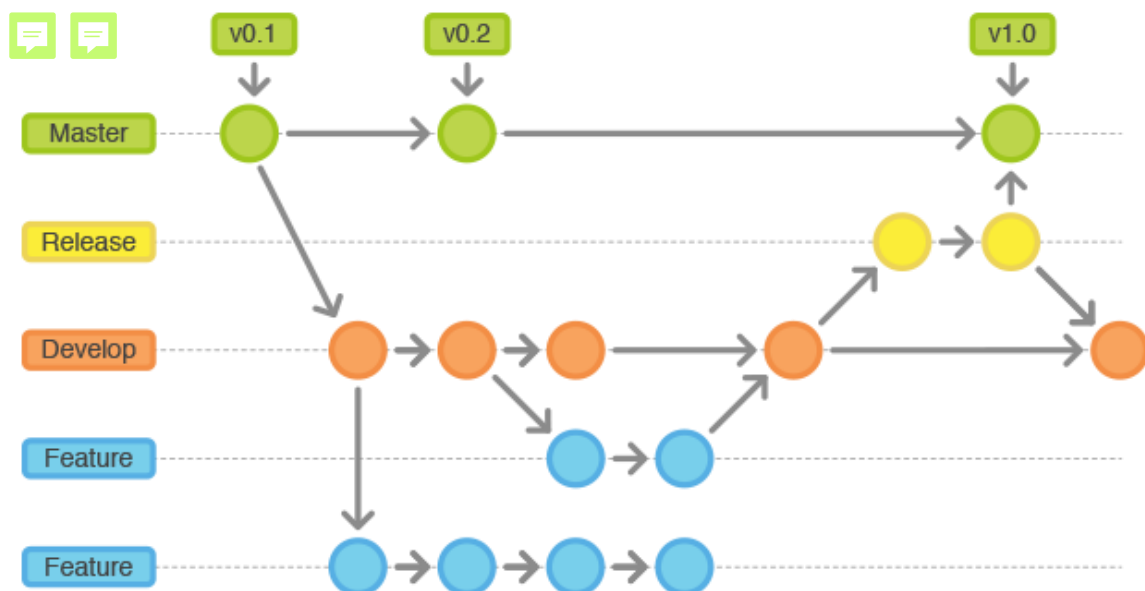 v0.1
v0.2
v1.0
Master
Release
Develop
Feature
Feature